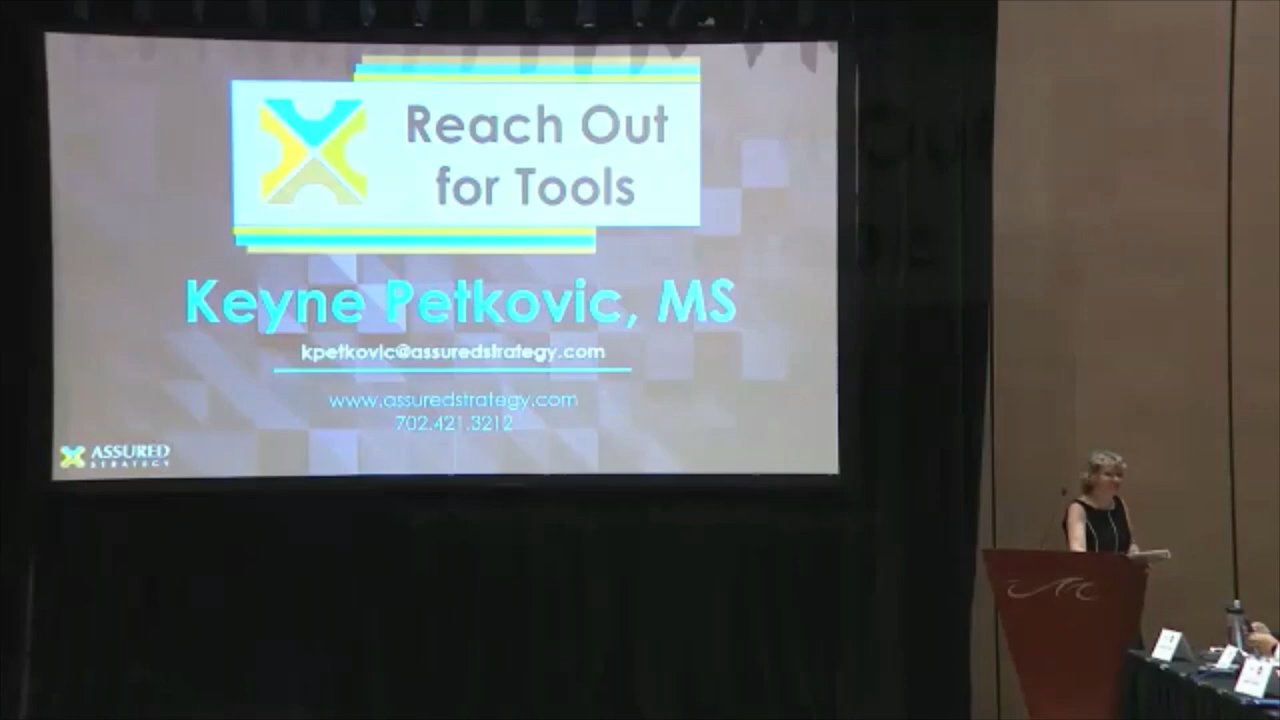 Reach Out
for Tools
Keyne Petkovic, MS
kpetkovic@assuredstrategy.com
www.assuredstrategy.com
702.421.3212
ASSURED
STRATEGY